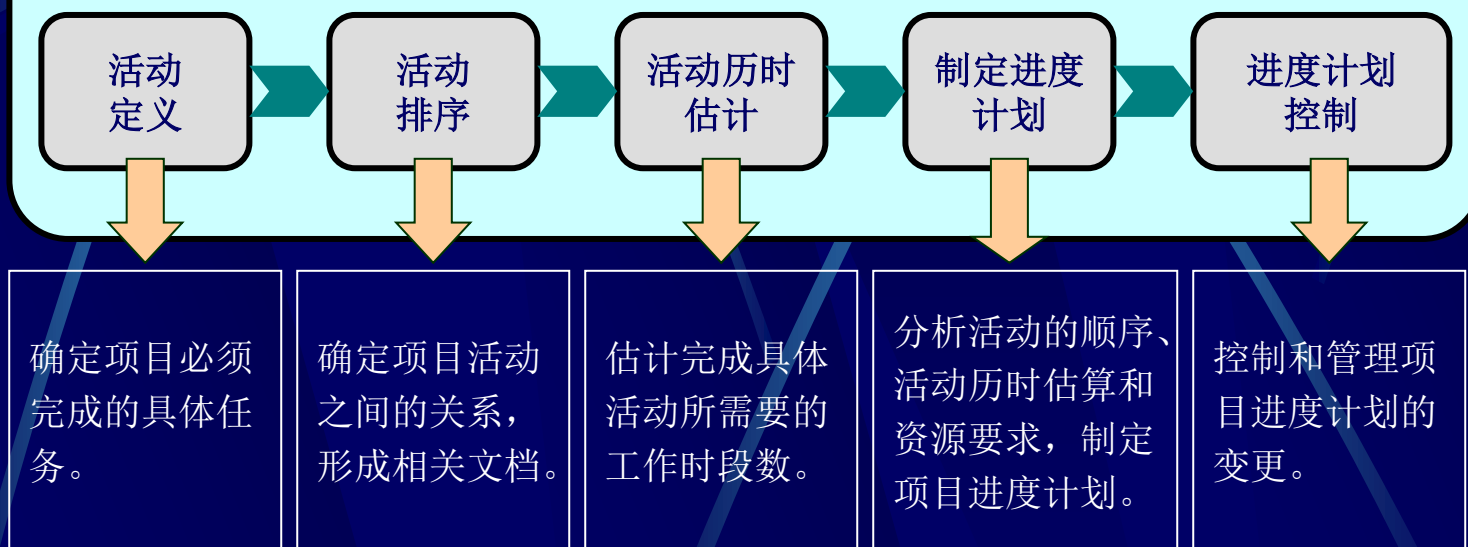 活动
定义
活动
排序
活动历时
估计
制定进度
计划
进度计划
控制
确定项目必须
完成的具体任
务。
确定项目活动
之间的关系，
形成相关文档。
估计完成具体
活动所需要的
工作时段数。
分析活动的顺序、
活动历时估算和
资源要求，制定
项目进度计划。
控制和管理项
目进度计划的
变更。